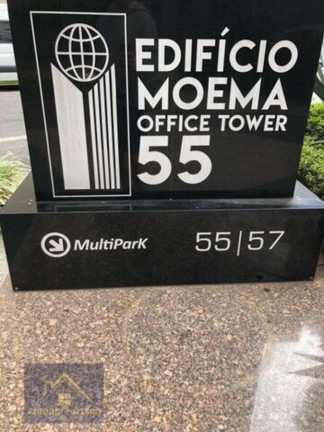 EDIFÍCIO
MOEMA
OFFICE TOWER
55
MultiPark 55|57